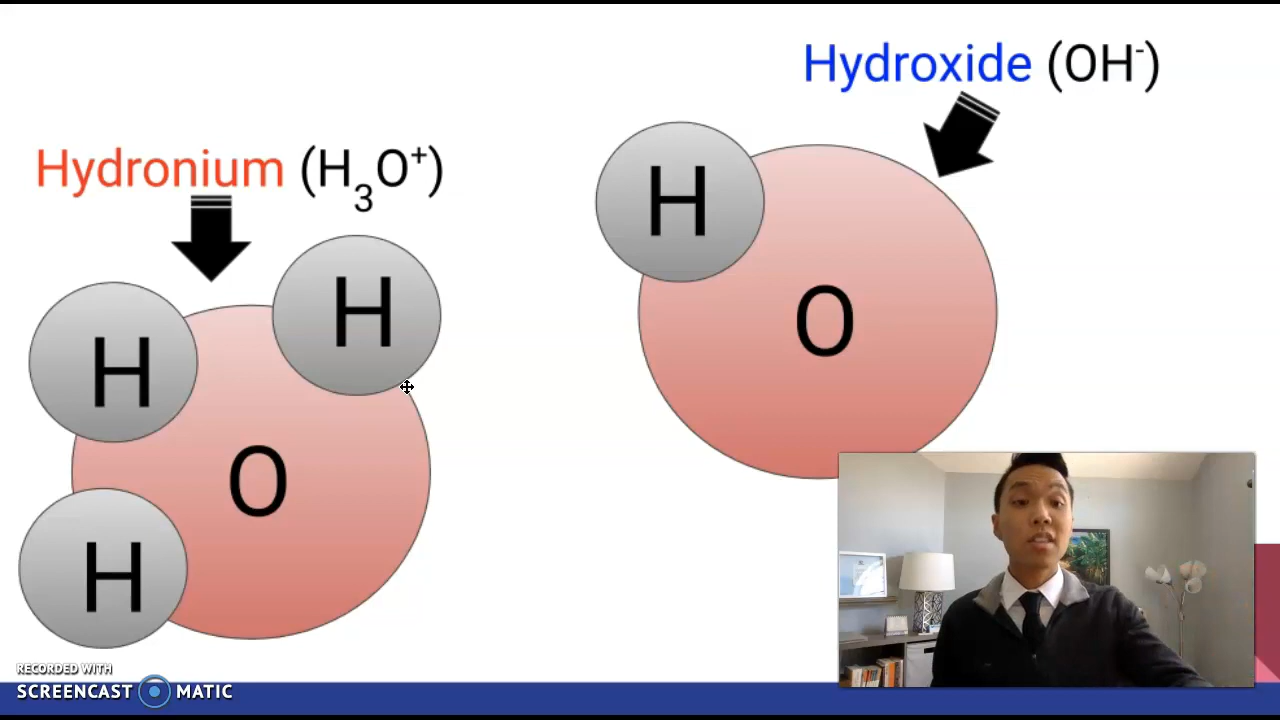 Hydroxide (OH⁻)
Hydronium (H₃O⁺)
H
O
H
H
O
H
RECORDED WITH
SCREENCAST MATIC